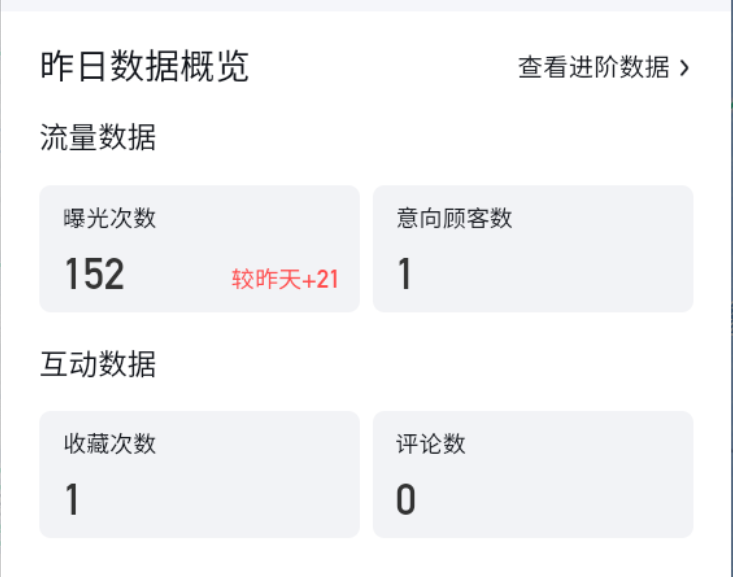 昨日数据概览 查看进阶数据 >
流量数据
曝光次数 意向顾客数
152 较昨天+21 1
互动数据
收藏次数 评论数
1 0